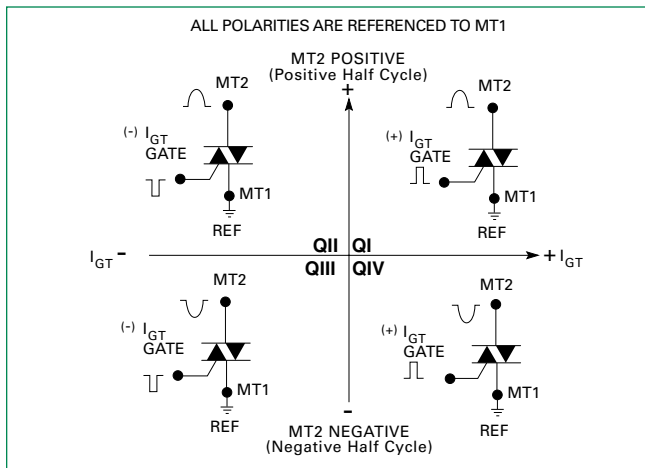 ALL POLARITIES ARE REFERENCED TO MT1
MT2 POSITIVE
(Positive Half Cycle)
+
MT2
(-) IGT
GATE
MT1
REF
MT2
(+) IGT
GATE
MT1
REF
IGT -
QII QI
QIII QIV
+ IGT
MT2
(-) IGT
GATE
MT1
REF
MT2
(+) IGT
GATE
MT1
REF
-
MT2 NEGATIVE
(Negative Half Cycle)